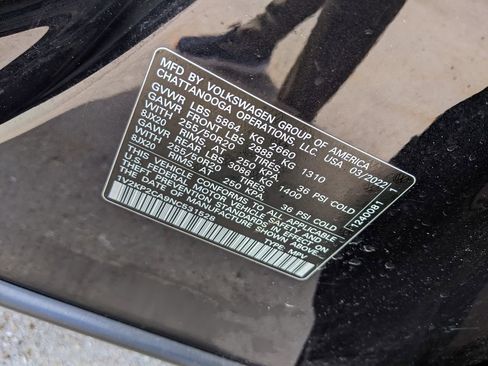 MFD BY VOLKSWAGEN GROUP OF AMERICA
CHATTANOOGA OPERATIONS, LLC. USA 03/2022
GVWR LBS 5864 KG 2660
GAWR FRONT LBS 2888 KG 1310
WITH 255/50R20 TIRES
8JX20 RIMS, AT 250 KPA 36 PSI COLD
GAWR REAR LBS 3086 KG 1400
WITH 255/50R20 TIRES,
8JX20 RIMS, AT 250 KPA 36 PSI COLD
THIS VEHICLE CONFORMS TO ALL APPLICABLE
FEDERAL MOTOR VEHICLE SAFETY, BUMPER,
AND THEFT PREVENTION STANDARDS IN EFFECT
ON THE DATE OF MANUFACTURE SHOWN ABOVE.
TYPE: MPV
1240081